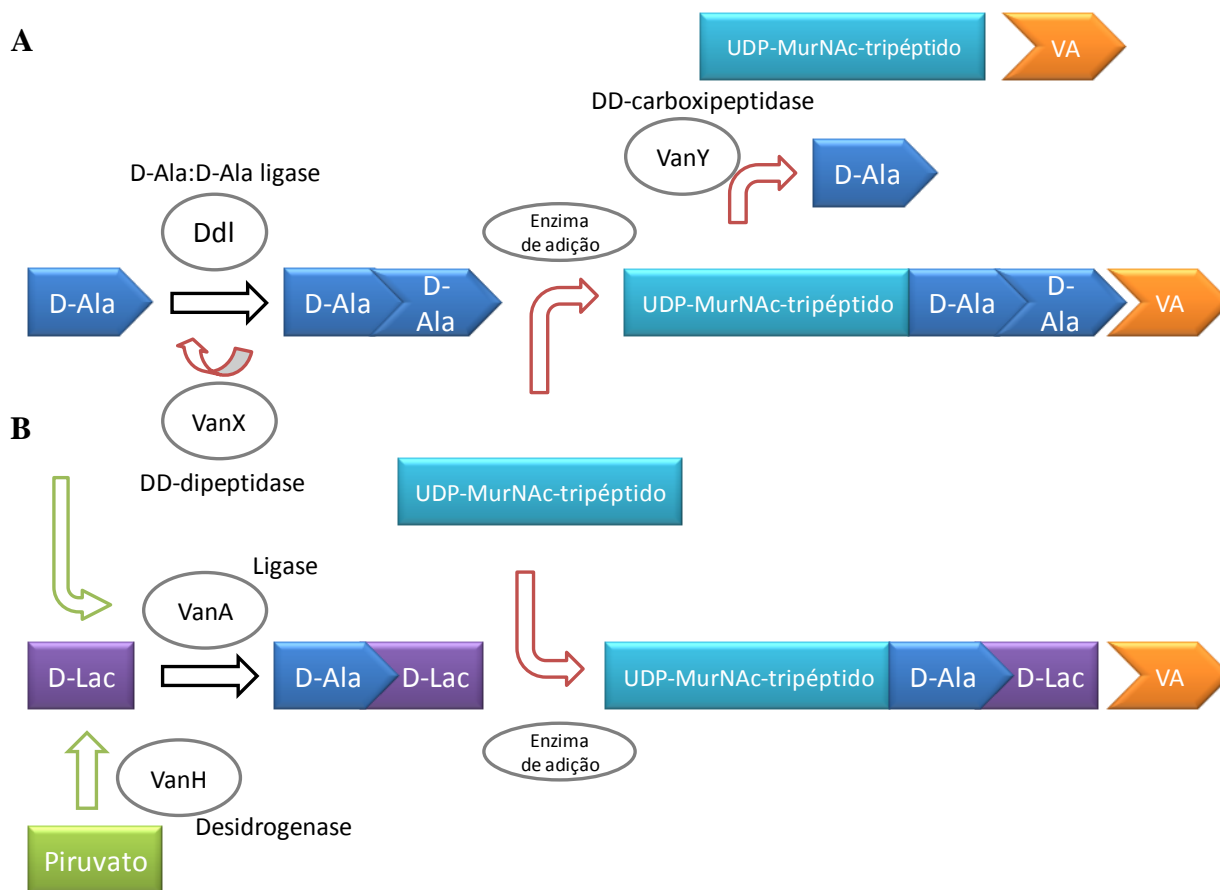 A
UDP-MurNAc-tripéptido
VA
DD-carboxipeptidase
VanY
D-Ala
D-Ala:D-Ala ligase
Ddl
Enzima
de adição
D-Ala
D-Ala
D-
Ala
UDP-MurNAc-tripéptido
D-Ala
D-
Ala
VA
VanX
DD-dipeptidase
B
UDP-MurNAc-tripéptido
Ligase
VanA
D-Lac
D-Ala
D-Lac
UDP-MurNAc-tripéptido
D-Ala
D-Lac
VA
Enzima
de adição
VanH
Desidrogenase
Piruvato